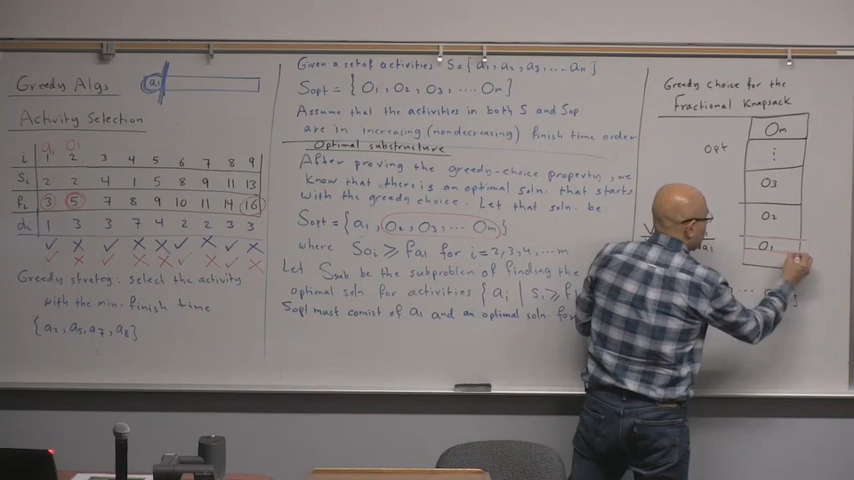 Greedy Algs
a1
Activity Selection
a1 O1
i 1 2 3 4 5 6 7 8 9
Si 2 2 4 1 5 8 9 11 13
fi 3 5 7 8 9 10 11 14 16
di 1 3 3 7 4 2 2 3 3
✓ ✓ ✓ X X ✓ ✓ ✓ X
✓ X ✓ X X ✓ X ✓ X
Greedy strateg: select the activity
with the min. finish time
{a2, a5, a7, a8}
Given a set of activities S = {a1, a2, a3, .... an}
Sopt = {O1, O2, O3, .... Om}
Assume that the activities in both S and Sop
are in increasing (nondecreasing) finish time order
Optimal substructure
After proving the greedy-choice property, we
know that there is an optimal soln. that starts
with the greedy choice. Let that soln. be
Sopt = {a1, O2, O3, ... Om}
where SOi ≥ fa1 for i = 2, 3, 4, ... m
Let Ssub be the subproblem of finding the
optimal soln for activities {ai | Si ≥ f
Sopt must consist of a1 and an optimal soln. for
Greedy choice for the
Fractional Knapsack
Opt
Om
⋮
O3
O2
O1